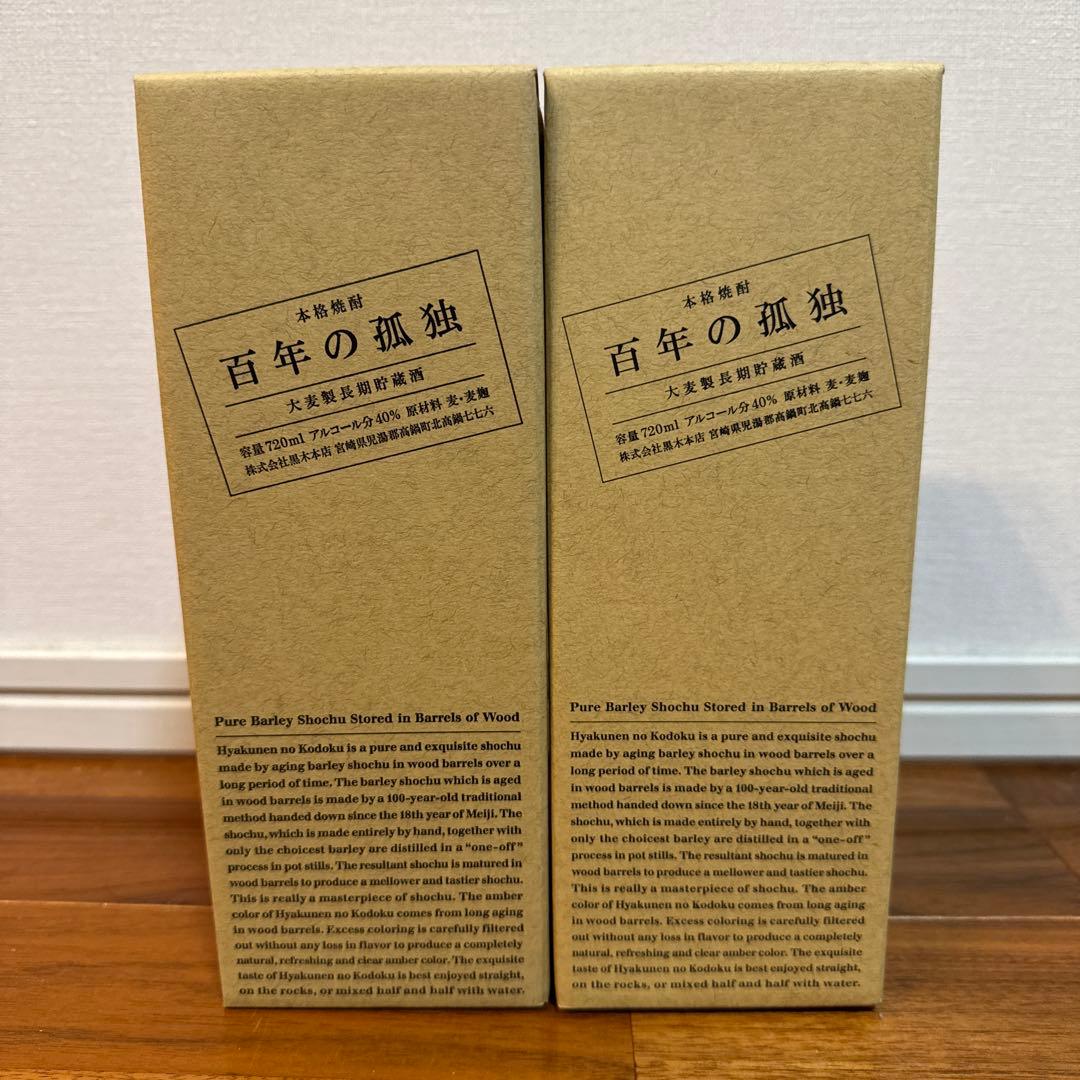 本格焼酎
百年の孤独
大麦製長期貯蔵酒
容量720ml アルコール分40% 原材料 麦・麦麹
株式会社黒木本店 宮崎県児湯郡高鍋町北高鍋七七六
Pure Barley Shochu Stored in Barrels of Wood
Hyakunen no Kodoku is a pure and exquisite shochu
made by aging barley shochu in wood barrels over a
long period of time. The barley shochu which is aged
in wood barrels is made by a 100-year-old traditional
method handed down since the 18th year of Meiji. The
shochu, which is made entirely by hand, together with
only the choicest barley are distilled in a "one-off"
process in pot stills. The resultant shochu is matured in
wood barrels to produce a mellower and tastier shochu.
This is really a masterpiece of shochu. The amber
color of Hyakunen no Kodoku comes from long aging
in wood barrels. Excess coloring is carefully filtered
out without any loss in flavor to produce a completely
natural, refreshing and clear amber color. The exquisite
taste of Hyakunen no Kodoku is best enjoyed straight,
on the rocks, or mixed half and half with water.
本格焼酎
百年の孤独
大麦製長期貯蔵酒
容量720ml アルコール分40% 原材料 麦・麦麹
株式会社黒木本店 宮崎県児湯郡高鍋町北高鍋七七六
Pure Barley Shochu Stored in Barrels of Wood
Hyakunen no Kodoku is a pure and exquisite shochu
made by aging barley shochu in wood barrels over a
long period of time. The barley shochu which is aged
in wood barrels is made by a 100-year-old traditional
method handed down since the 18th year of Meiji. The
shochu, which is made entirely by hand, together with
only the choicest barley are distilled in a "one-off"
process in pot stills. The resultant shochu is matured in
wood barrels to produce a mellower and tastier shochu.
This is really a masterpiece of shochu. The amber
color of Hyakunen no Kodoku comes from long aging
in wood barrels. Excess coloring is carefully filtered
out without any loss in flavor to produce a completely
natural, refreshing and clear amber color. The exquisite
taste of Hyakunen no Kodoku is best enjoyed straight,
on the rocks, or mixed half and half with water.